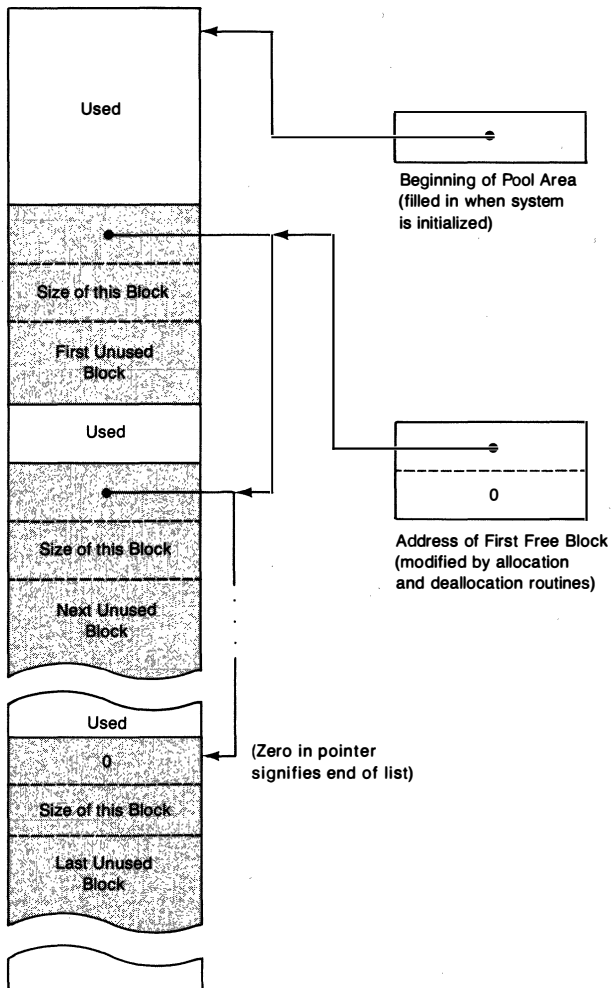 Used
Beginning of Pool Area
(filled in when system
is initialized)
Size of this Block
First Unused
Block
Used
0
Address of First Free Block
(modified by allocation
and deallocation routines)
Size of this Block
Next Unused
Block
Used
0
(Zero in pointer
signifies end of list)
Size of this Block
Last Unused
Block